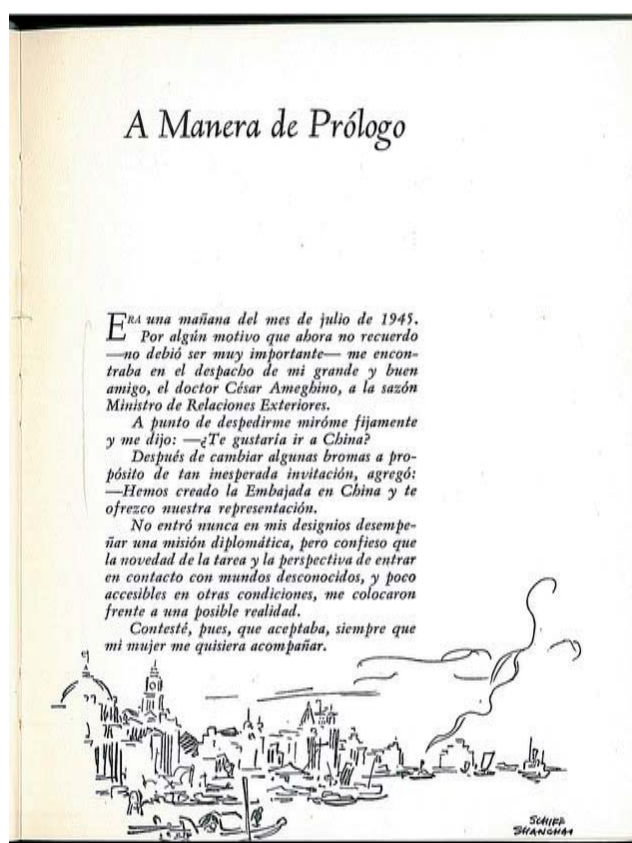 A Manera de Prólogo
ERA una mañana del mes de julio de 1945.
Por algún motivo que ahora no recuerdo
—no debió ser muy importante— me encon-
traba en el despacho de mi grande y buen
amigo, el doctor César Ameghino, a la sazón
Ministro de Relaciones Exteriores.
A punto de despedirme miróme fijamente
y me dijo: —¿Te gustaría ir a China?
Después de cambiar algunas bromas a pro-
pósito de tan inesperada invitación, agregó:
—Hemos creado la Embajada en China y te
ofrezco nuestra representación.
No entró nunca en mis designios desempe-
ñar una misión diplomática, pero confieso que
la novedad de la tarea y la perspectiva de entrar
en contacto con mundos desconocidos, y poco
accesibles en otras condiciones, me colocaron
frente a una posible realidad.
Contesté, pues, que aceptaba, siempre que
mi mujer me quisiera acompañar.
SCHIFF
SHANGHAI